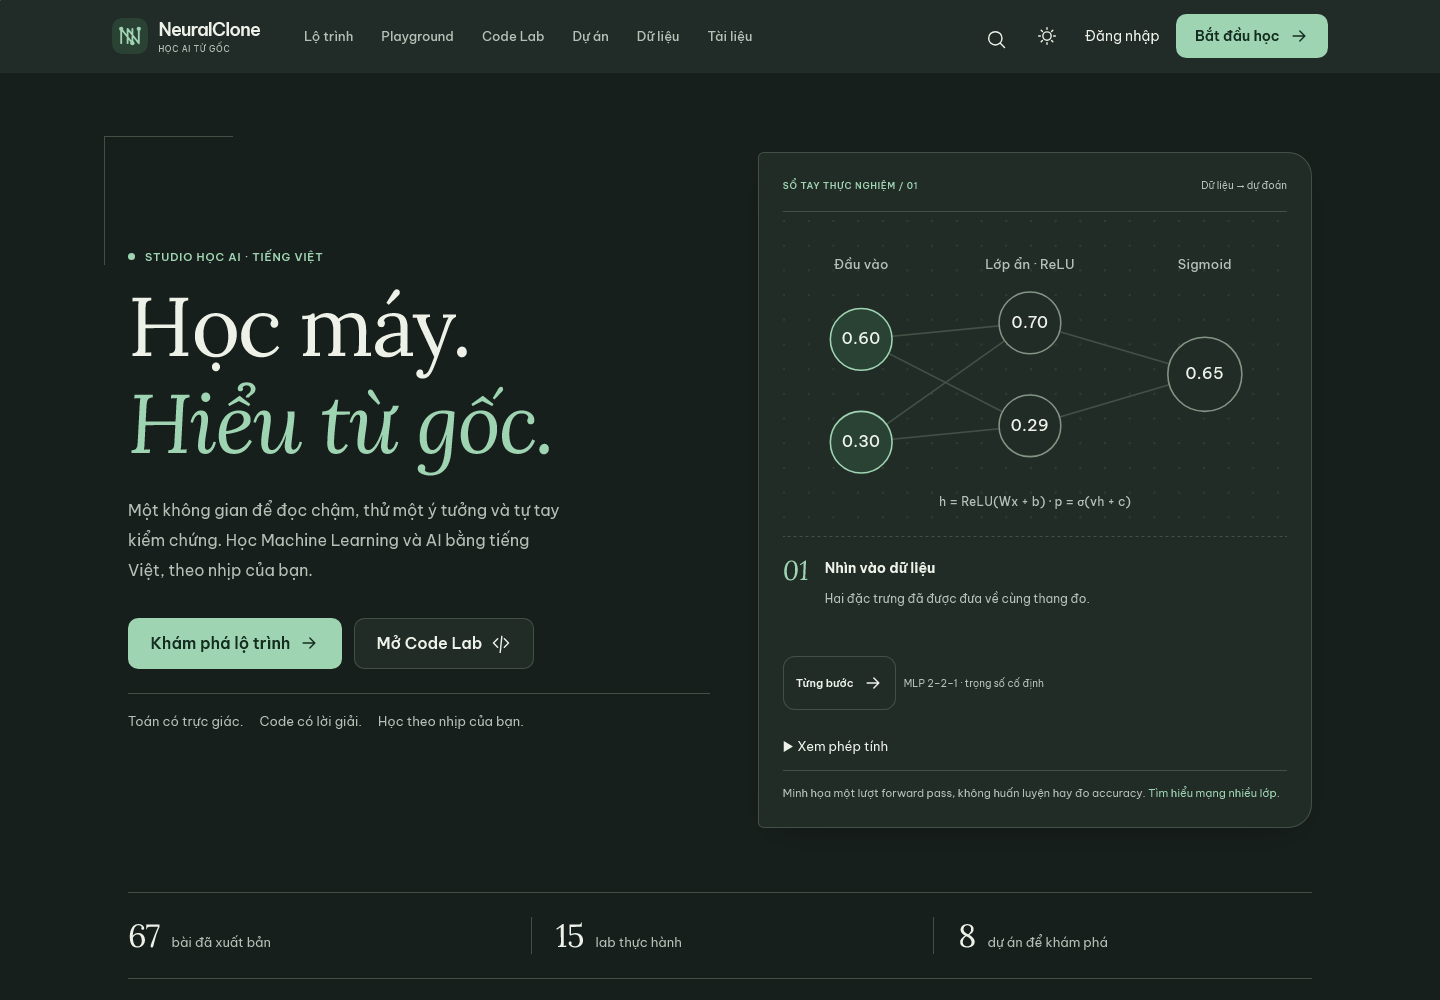 NeuralClone
HỌC AI TỪ GỐC
Lộ trình
Playground
Code Lab
Dự án
Dữ liệu
Tài liệu
Đăng nhập
Bắt đầu học →
STUDIO HỌC AI · TIẾNG VIỆT
Học máy.
Hiểu từ gốc.
Một không gian để đọc chậm, thử một ý tưởng và tự tay
kiểm chứng. Học Machine Learning và AI bằng tiếng
Việt, theo nhịp của bạn.
Khám phá lộ trình →
Mở Code Lab
Toán có trực giác. Code có lời giải. Học theo nhịp của bạn.
SỔ TAY THỰC NGHIỆM / 01
Dữ liệu → dự đoán
Đầu vào
Lớp ẩn · ReLU
Sigmoid
0.60
0.70
0.65
0.30
0.29
h = ReLU(Wx + b) · p = σ(vh + c)
01
Nhìn vào dữ liệu
Hai đặc trưng đã được đưa về cùng thang đo.
Từng bước →
MLP 2–2–1 · trọng số cố định
▶ Xem phép tính
Minh họa một lượt forward pass, không huấn luyện hay đo accuracy. Tìm hiểu mạng nhiều lớp.
67 bài đã xuất bản
15 lab thực hành
8 dự án để khám phá